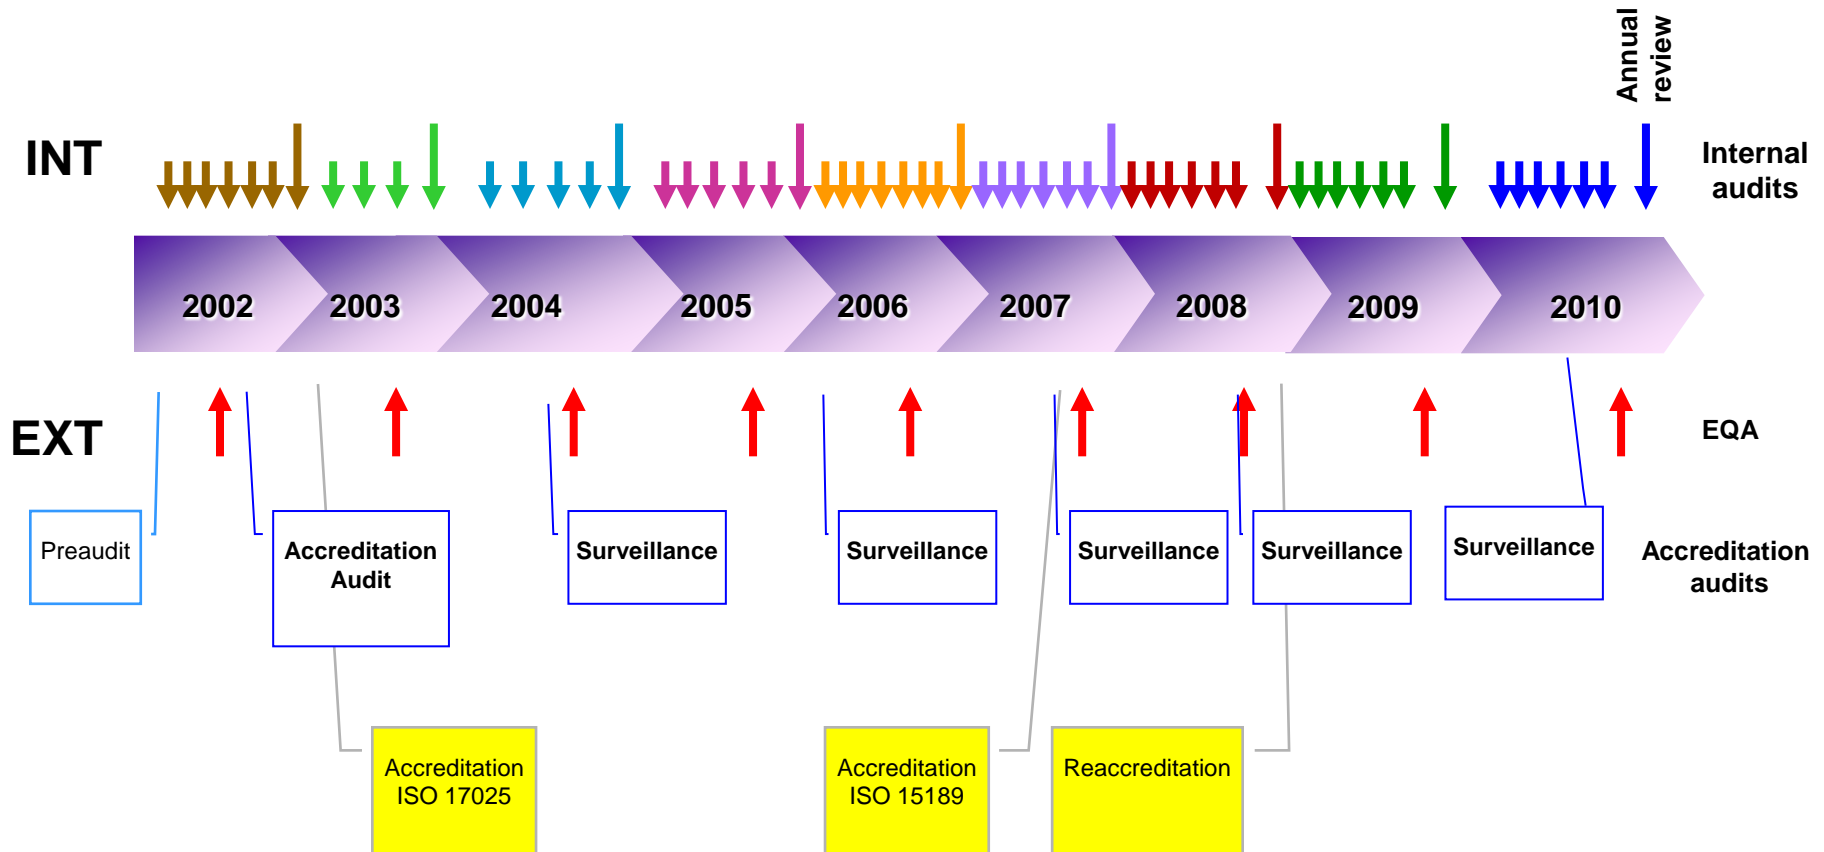 Annual
review
INT
Internal
audits
2002
2003
2004
2005
2006
2007
2008
2009
2010
EXT
EQA
Preaudit
Accreditation
Audit
Surveillance
Surveillance
Surveillance
Surveillance
Surveillance
Accreditation
audits
Accreditation
ISO 17025
Accreditation
ISO 15189
Reaccreditation